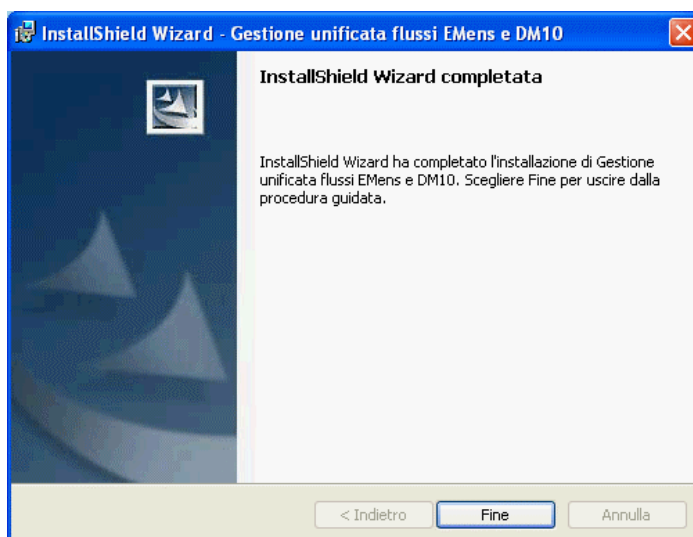 InstallShield Wizard - Gestione unificata flussi EMens e DM10
InstallShield Wizard completata
InstallShield Wizard ha completato l'installazione di Gestione
unificata flussi EMens e DM10. Scegliere Fine per uscire dalla
procedura guidata.
< Indietro
Fine
Annulla